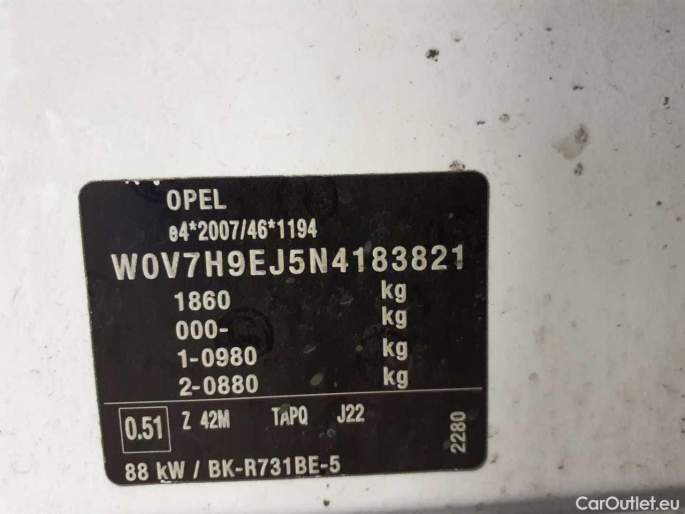 OPEL
e4*2007/46*1194
W0V7H9EJ5N4183821
1860 kg
000- kg
1-0980 kg
2-0880 kg
0.51 Z 42M TAPQ J22
2280
88 kW / BK-R731BE-5
CarOutlet.eu